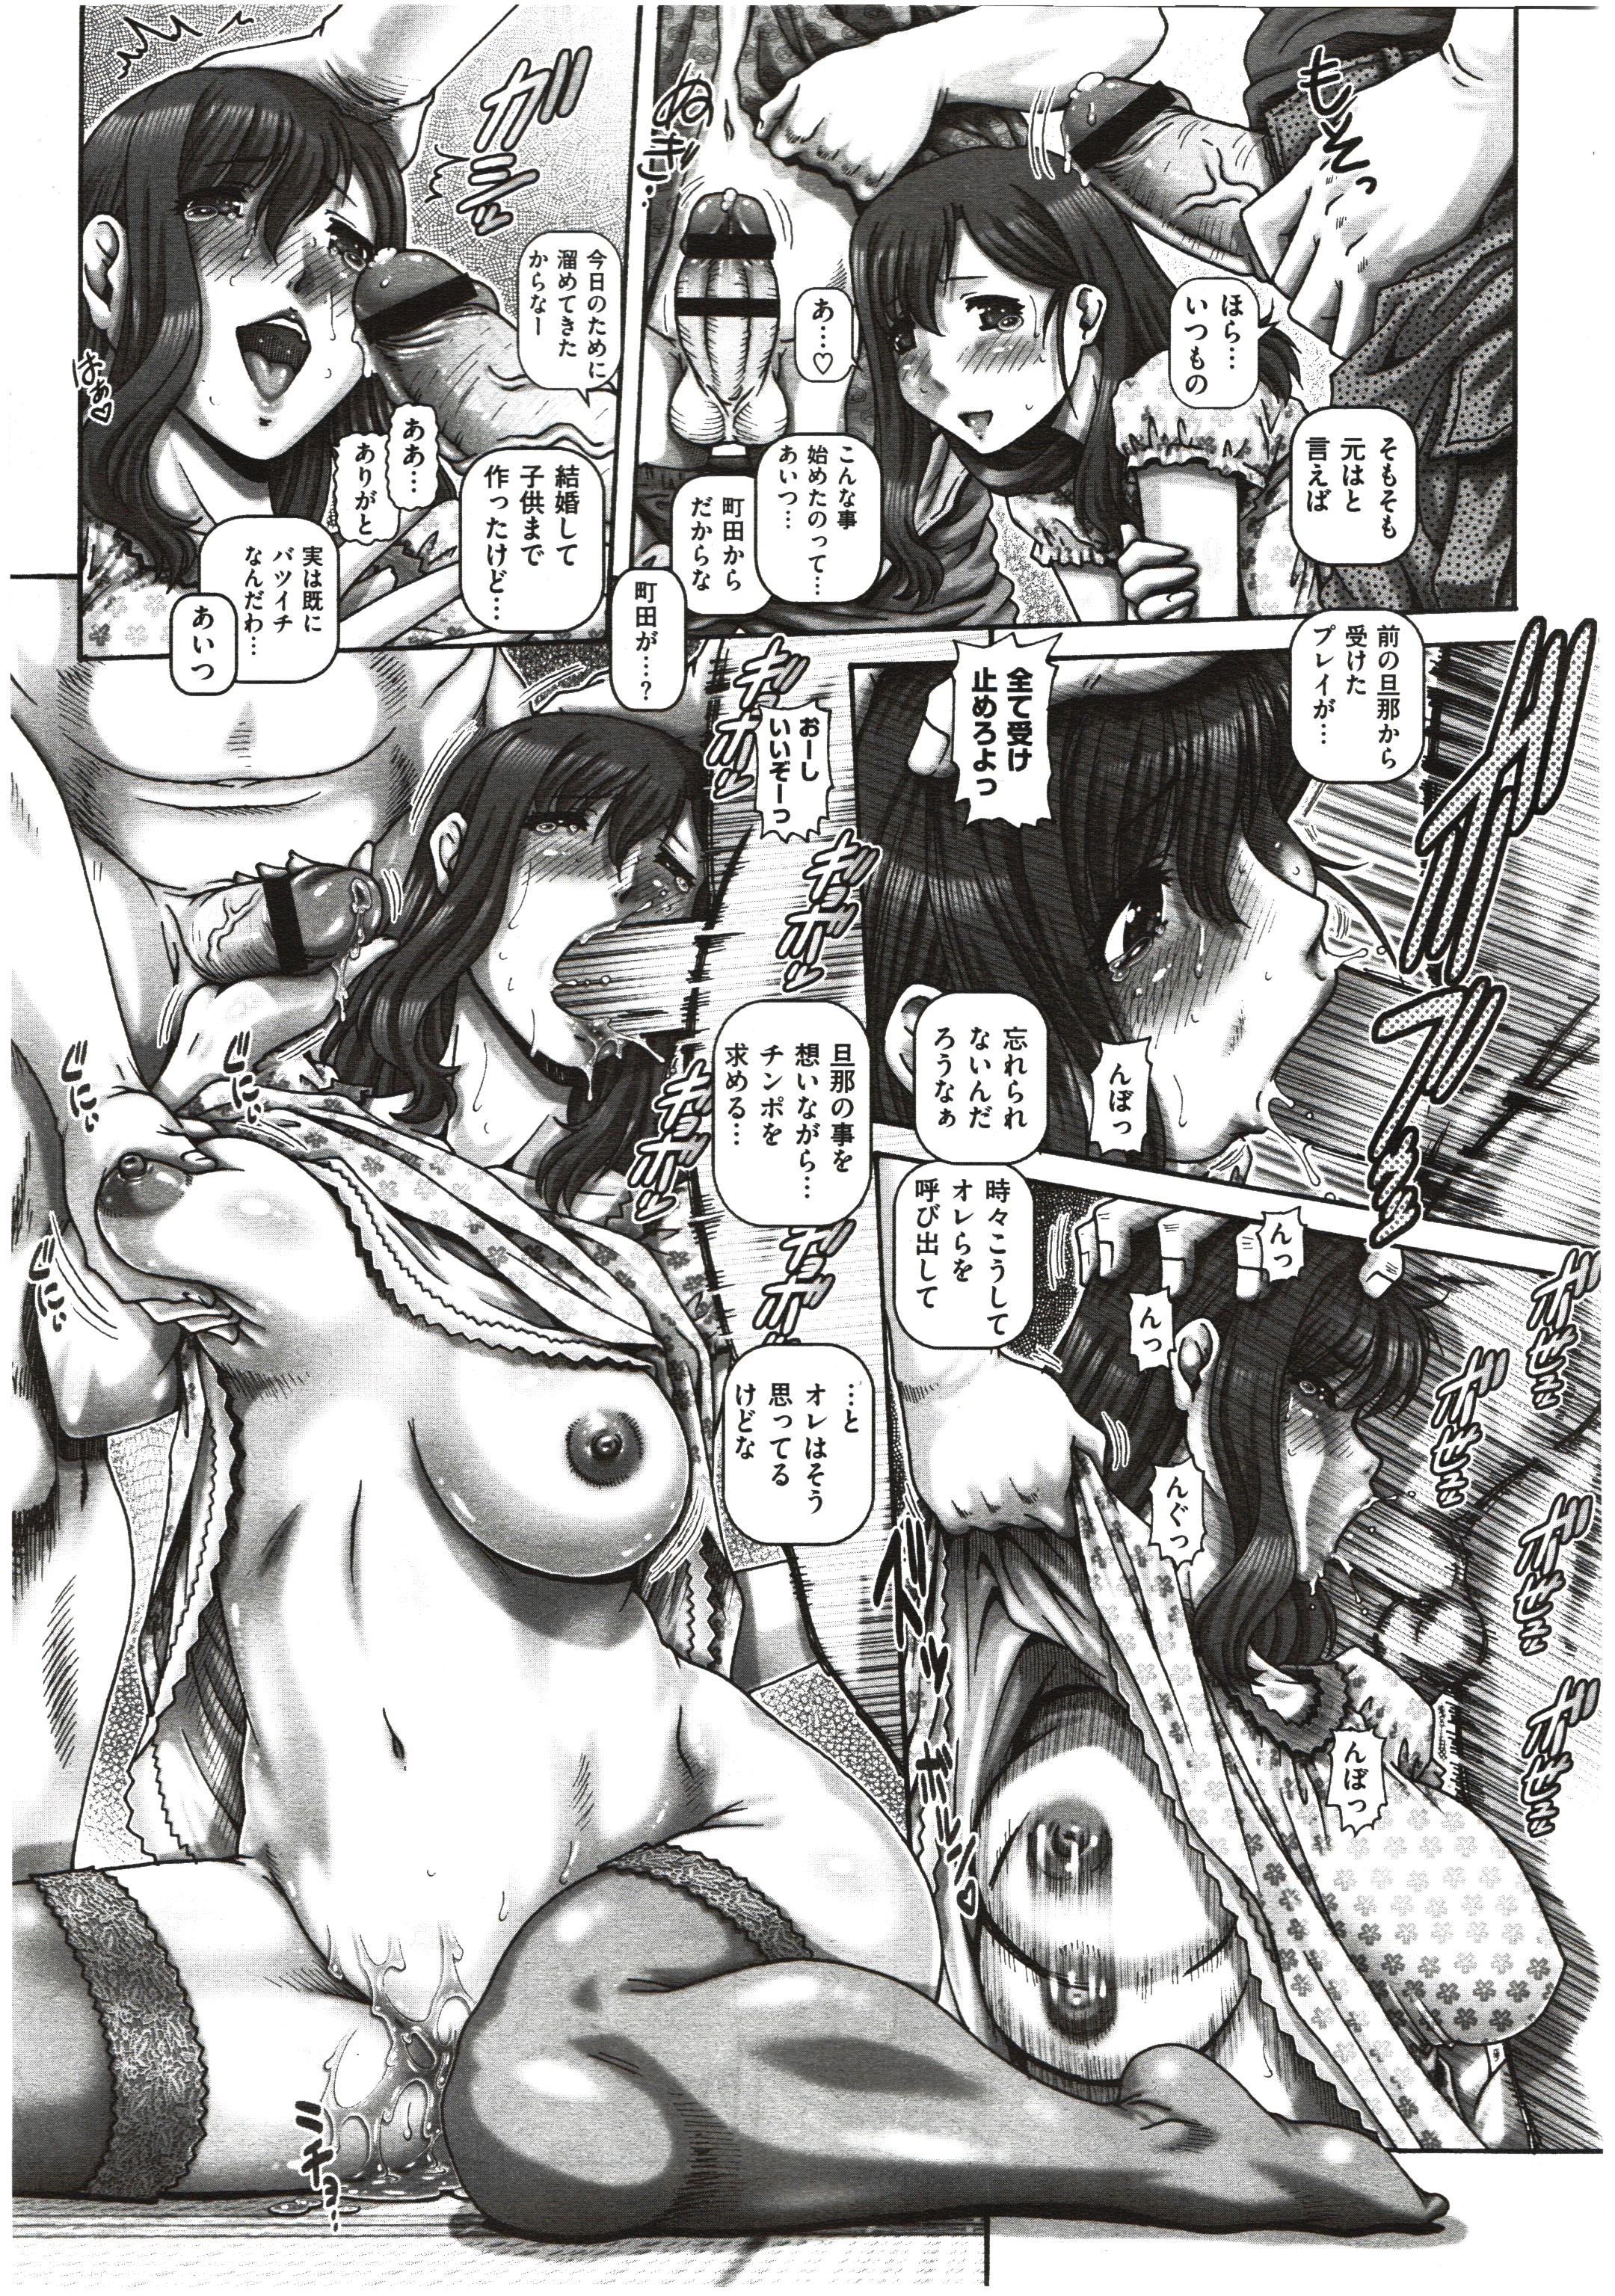 もそそっ
ほら…
いつもの
そもそも
元はと
言えば
ぬぎ…
あ…♡
こんな事
始めたのって…
あいつ…
町田から
だからな
ガシッ
今日のために
溜めてきた
からなー
はぁ♡
ああ…
ありがと
町田が…?
結婚して
子供まで
作ったけど…
実は既に
バツイチ
なんだわ…
あいつ
前の旦那から
受けた
プレイが…
全て受け
止めろよっ
んぽっ
忘れられ
ないんだ
ろうなぁ
時々こうして
オレらを
呼び出して
んっ
んっ
んぐっ
んぽっ
おーし
いいぞーっ
旦那の事を
想いながら…
チンポを
求める…
…と
オレはそう
思ってる
けどな
じにぃ
じにぃ
じにぃ
ニチョ…